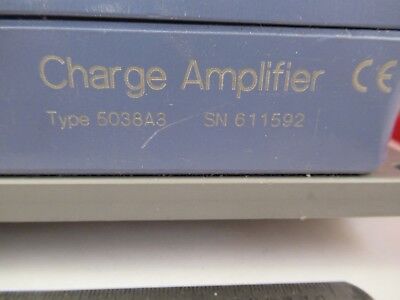 Charge Amplifier CE
Type 5038A3 SN 611592